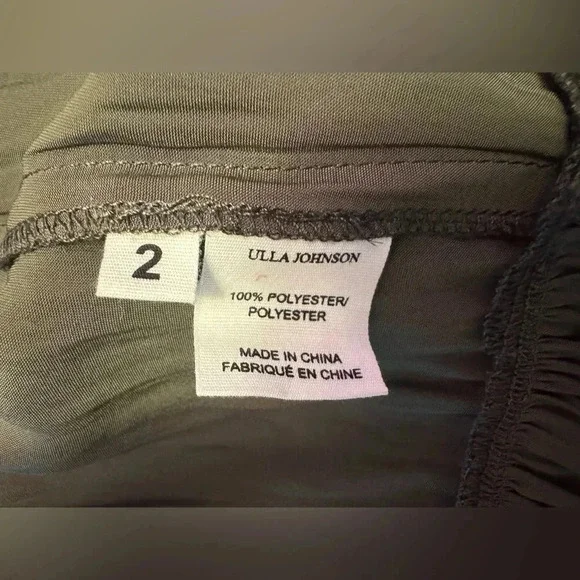 2
ULLA JOHNSON
100% POLYESTER/
POLYESTER
MADE IN CHINA
FABRIQUÉ EN CHINE